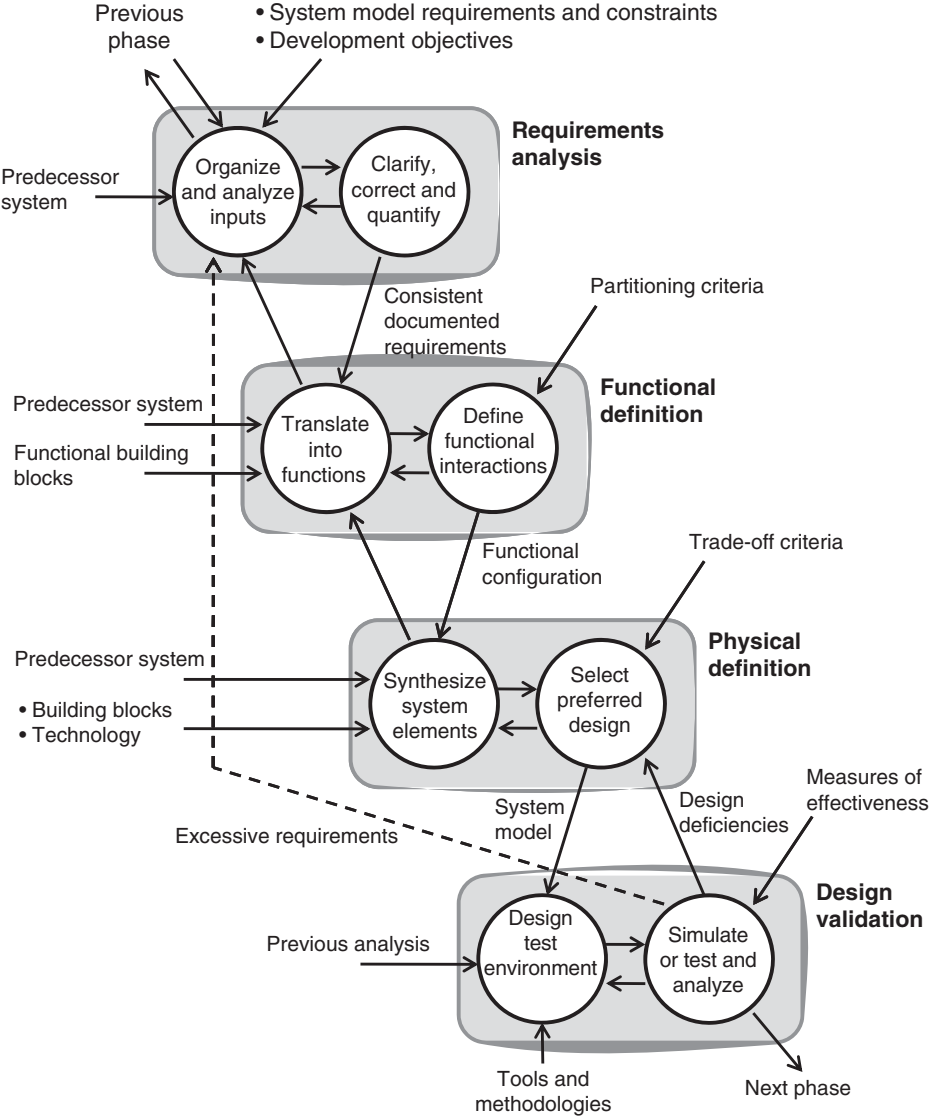 Previous
phase
• System model requirements and constraints
• Development objectives
Requirements
analysis
Predecessor
system
Organize
and analyze
inputs
Clarify,
correct and
quantify
Consistent
documented
requirements
Partitioning criteria
Functional
definition
Predecessor system
Functional building
blocks
Translate
into
functions
Define
functional
interactions
Functional
configuration
Trade-off criteria
Physical
definition
Predecessor system
• Building blocks
• Technology
Synthesize
system
elements
Select
preferred
design
System
model
Design
deficiencies
Measures of
effectiveness
Excessive requirements
Design
validation
Previous analysis
Design
test
environment
Simulate
or test and
analyze
Tools and
methodologies
Next phase